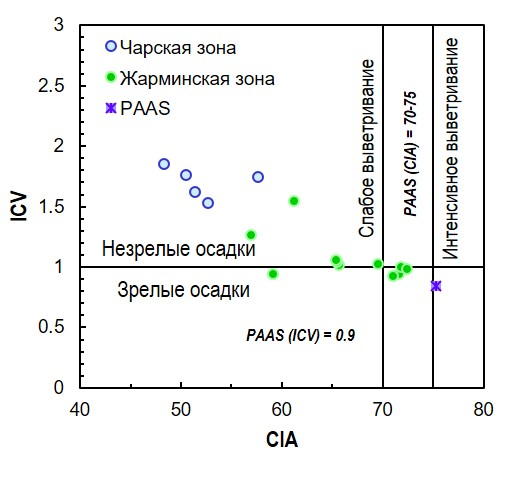 3
2.5
2
1.5
1
0.5
0
ICV
Чарская зона
Жарминская зона
PAAS
Слабое выветривание
PAAS (CIA) = 70-75
Интенсивное выветривание
Незрелые осадки
Зрелые осадки
PAAS (ICV) = 0.9
40
50
60
70
80
CIA